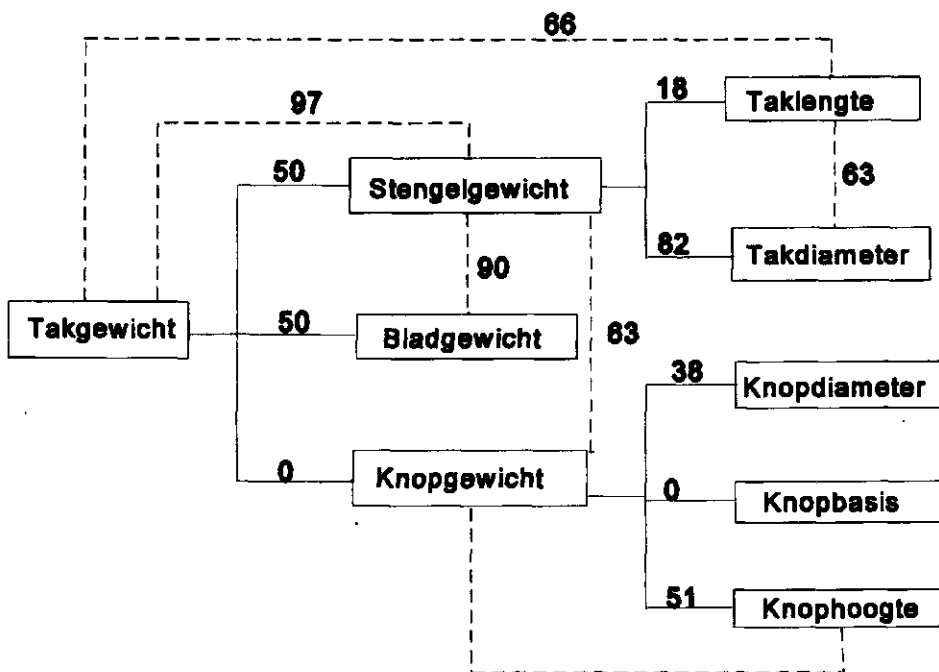 66
18
Taklengte
97
50
Stengelgewicht
63
82
Takdiameter
90
Takgewicht
50
Bladgewicht
63
38
Knopdiameter
0
Knopgewicht
0
Knopbasis
51
Knophoogte